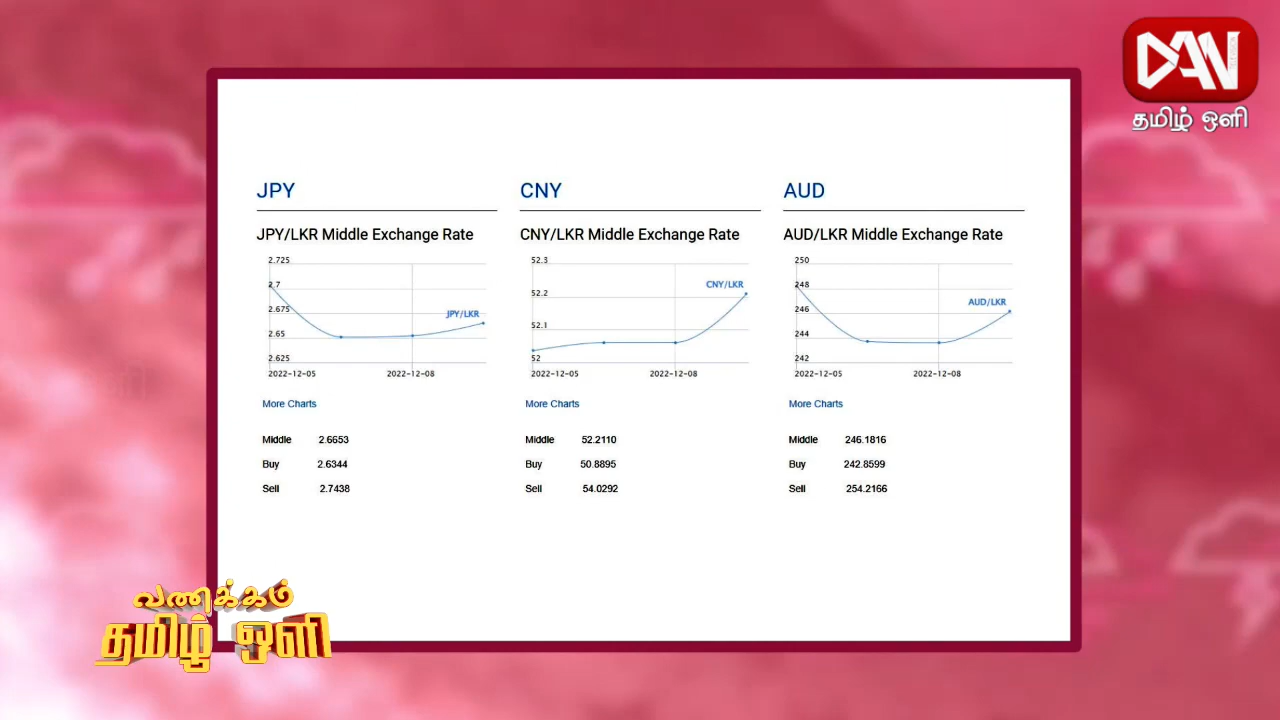 DAN
தமிழ் ஒளி
JPY
JPY/LKR Middle Exchange Rate
2.725
2.7
2.675
2.65
2.625
JPY/LKR
2022-12-05
2022-12-08
More Charts
Middle 2.6653
Buy 2.6344
Sell 2.7438
CNY
CNY/LKR Middle Exchange Rate
52.3
52.2
52.1
52
CNY/LKR
2022-12-05
2022-12-08
More Charts
Middle 52.2110
Buy 50.8895
Sell 54.0292
AUD
AUD/LKR Middle Exchange Rate
250
248
246
244
242
AUD/LKR
2022-12-05
2022-12-08
More Charts
Middle 246.1816
Buy 242.8599
Sell 254.2166
வணக்கம்
தமிழ் ஒளி